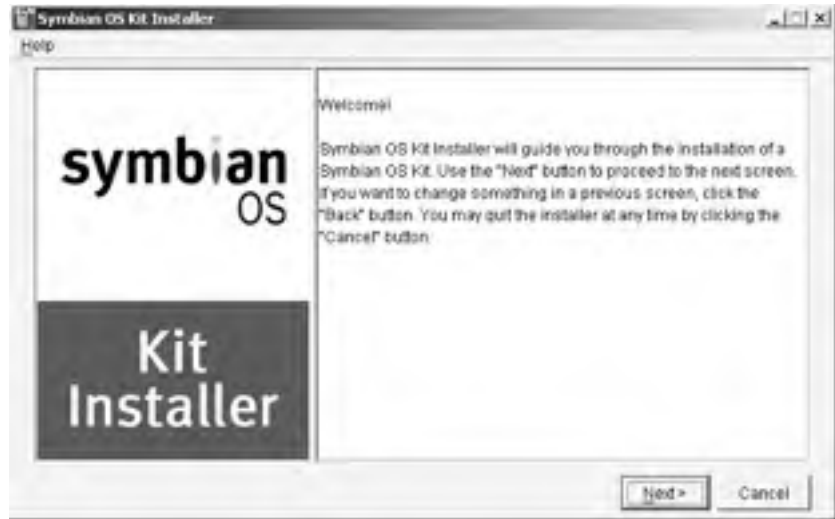 Symbian OS Kit Installer
Help
symbian
OS
Kit
Installer
Welcome!
Symbian OS Kit Installer will guide you through the installation of a
Symbian OS Kit. Use the "Next" button to proceed to the next screen.
If you want to change something in a previous screen, click the
"Back" button. You may quit the installer at any time by clicking the
"Cancel" button.
Next >
Cancel